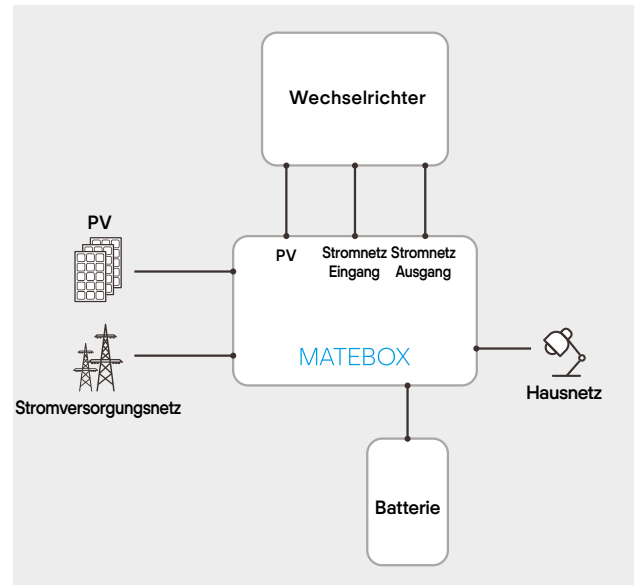 Wechselrichter
PV
PV
Stromnetz Stromnetz
Eingang Ausgang
MATEBOX
Stromversorgungsnetz
Hausnetz
Batterie